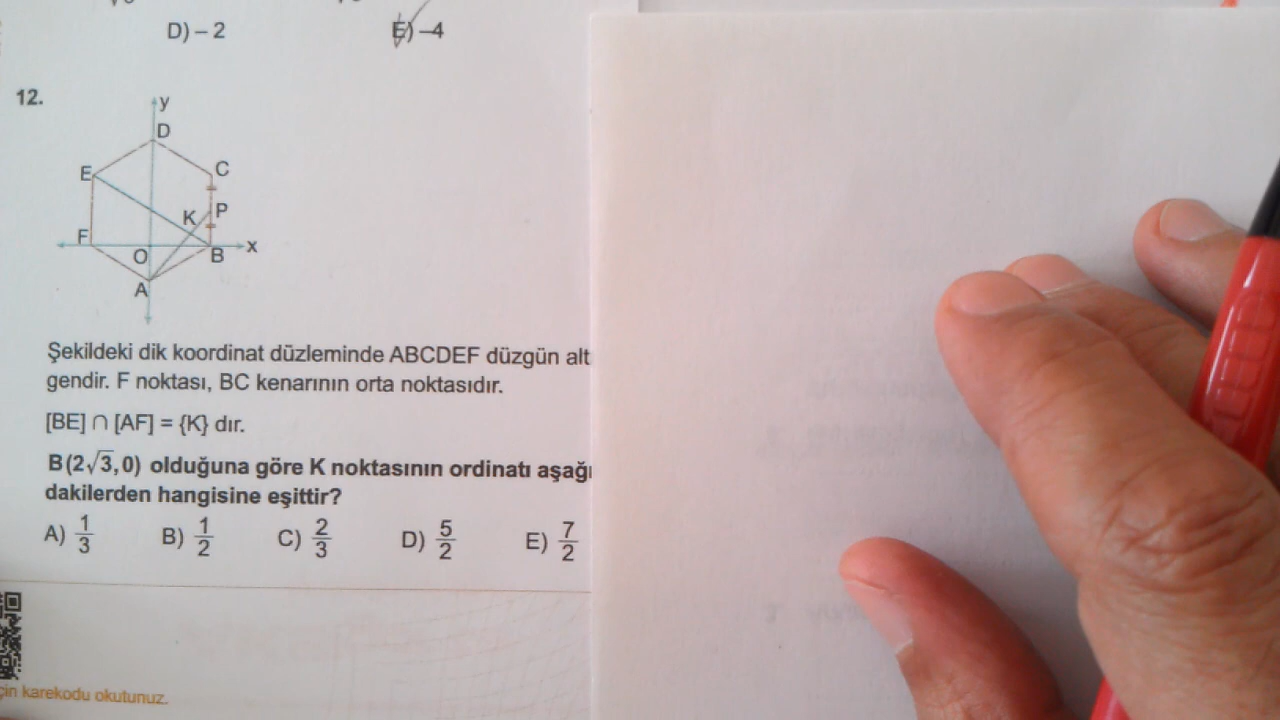 D) – 2
E) –4
12.
y
D
E
C
K
P
F
O
B
x
A
Şekildeki dik koordinat düzleminde ABCDEF düzgün alt
gendir. F noktası, BC kenarının orta noktasıdır.
[BE] ∩ [AF] = {K} dır.
B(2√3,0) olduğuna göre K noktasının ordinatı aşağı
dakilerden hangisine eşittir?
A) 1/3 B) 1/2 C) 2/3 D) 5/2 E) 7/2
çin karekodu okutunuz.